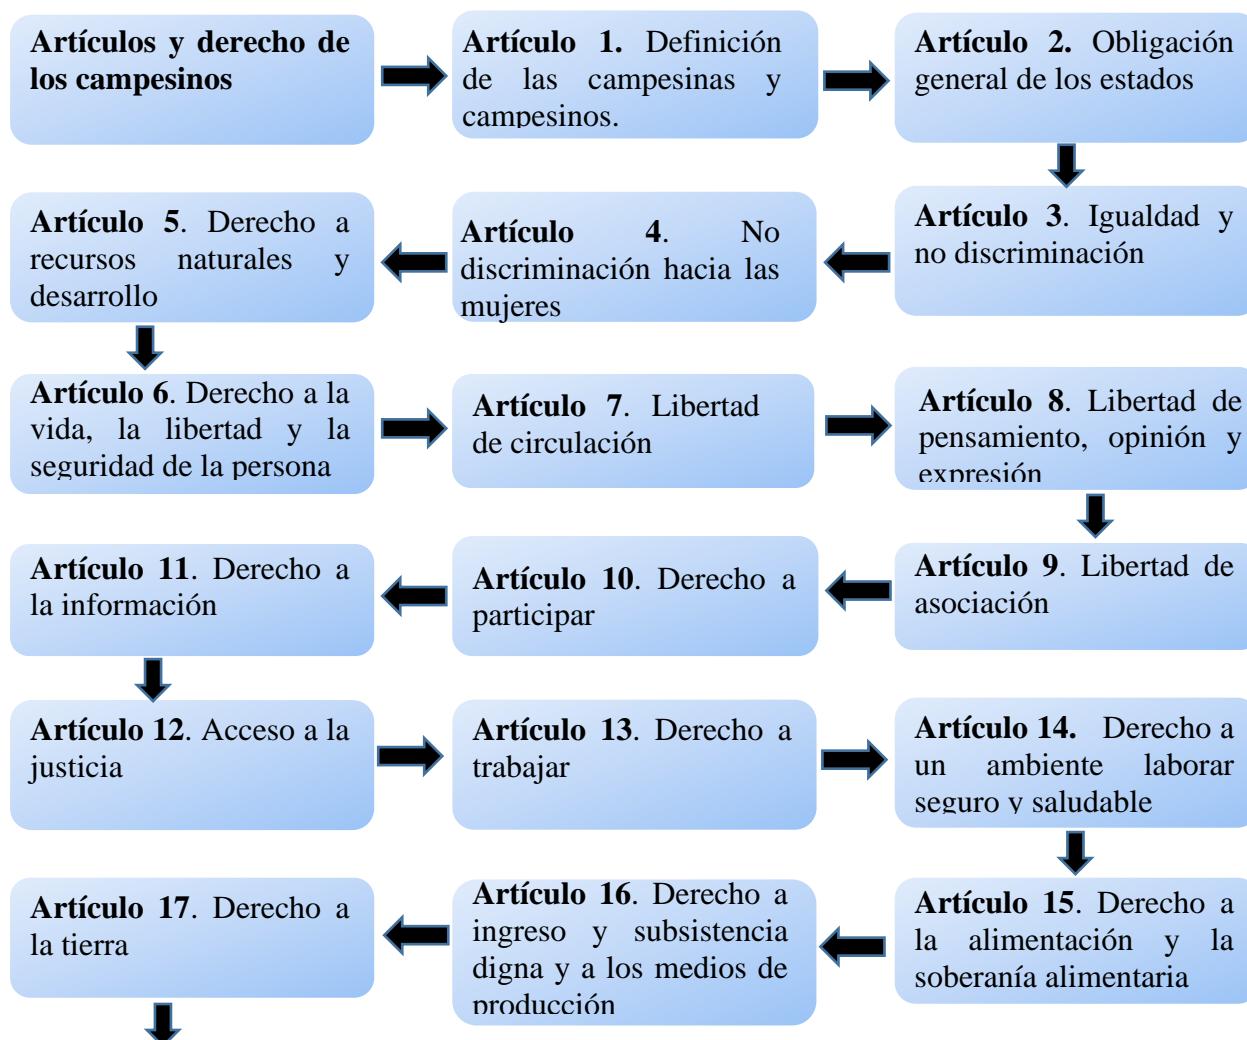 Artículos y derecho de
los campesinos
Artículo 1. Definición
de las campesinas y
campesinos.
Artículo 2. Obligación
general de los estados
Artículo 3. Igualdad y
no discriminación
Artículo 4. No
discriminación hacia las
mujeres
Artículo 5. Derecho a
recursos naturales y
desarrollo
Artículo 6. Derecho a la
vida, la libertad y la
seguridad de la persona
Artículo 7. Libertad
de circulación
Artículo 8. Libertad de
pensamiento, opinión y
expresión
Artículo 9. Libertad de
asociación
Artículo 10. Derecho a
participar
Artículo 11. Derecho a
la información
Artículo 12. Acceso a la
justicia
Artículo 13. Derecho a
trabajar
Artículo 14. Derecho a
un ambiente laborar
seguro y saludable
Artículo 15. Derecho a
la alimentación y la
soberanía alimentaria
Artículo 16. Derecho a
ingreso y subsistencia
digna y a los medios de
producción
Artículo 17. Derecho a
la tierra